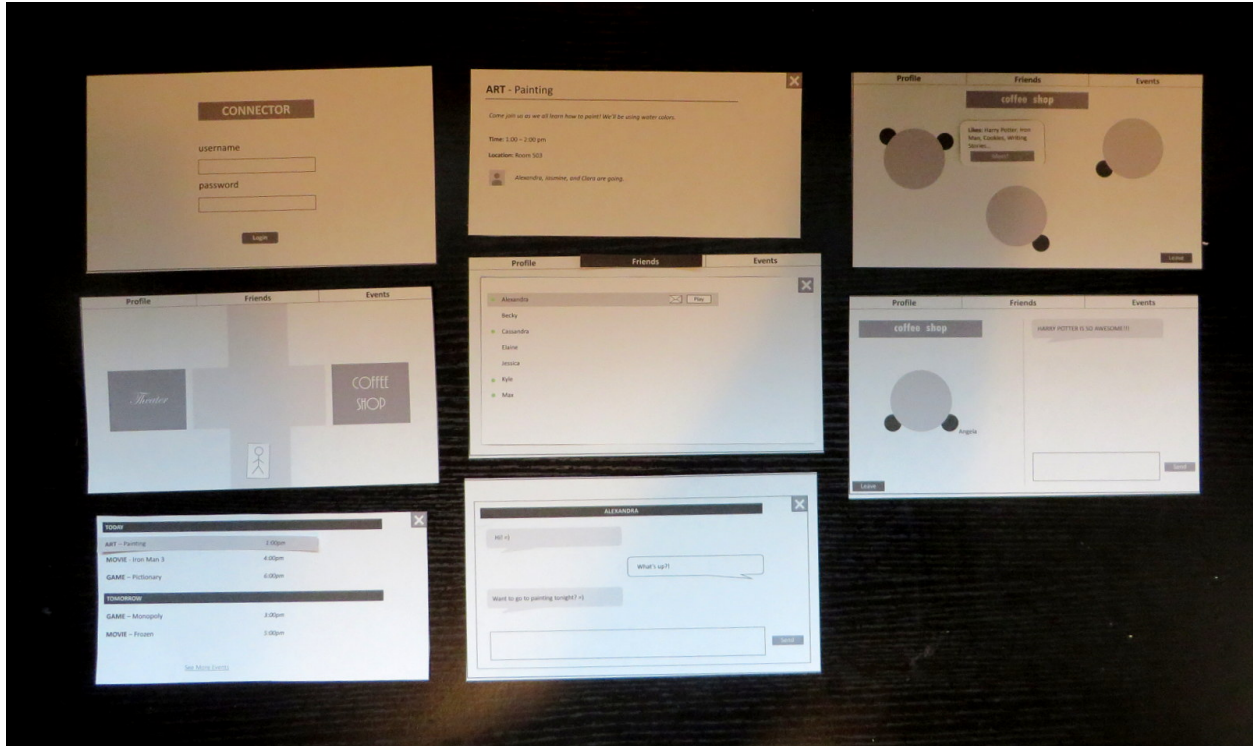 CONNECTOR
username
password
Login
Profile Friends Events
Theater
COFFEE
SHOP
TODAY
ART – Painting 1:00pm
MOVIE - Iron Man 3 4:00pm
GAME – Pictionary 6:00pm
TOMORROW
GAME – Monopoly 3:00pm
MOVIE – Frozen 5:00pm
See More Events
ART - Painting
Come join us as we all learn how to paint! We'll be using water colors.
Time: 1:00 – 2:00 pm
Location: Room 503
Alexandra, Jasmine, and Clara are going.
Profile Friends Events
Alexandra Play
Becky
Cassandra
Elaine
Jessica
Kyle
Max
ALEXANDRA
Hi! =)
What's up?!
Want to go to painting tonight? =)
Send
Profile Friends Events
coffee shop
Likes: Harry Potter, Iron
Man, Cookies, Writing
Stories...
Leave
Profile Friends Events
coffee shop
HARRY POTTER IS SO AWESOME!!!
Angela
Send
Leave